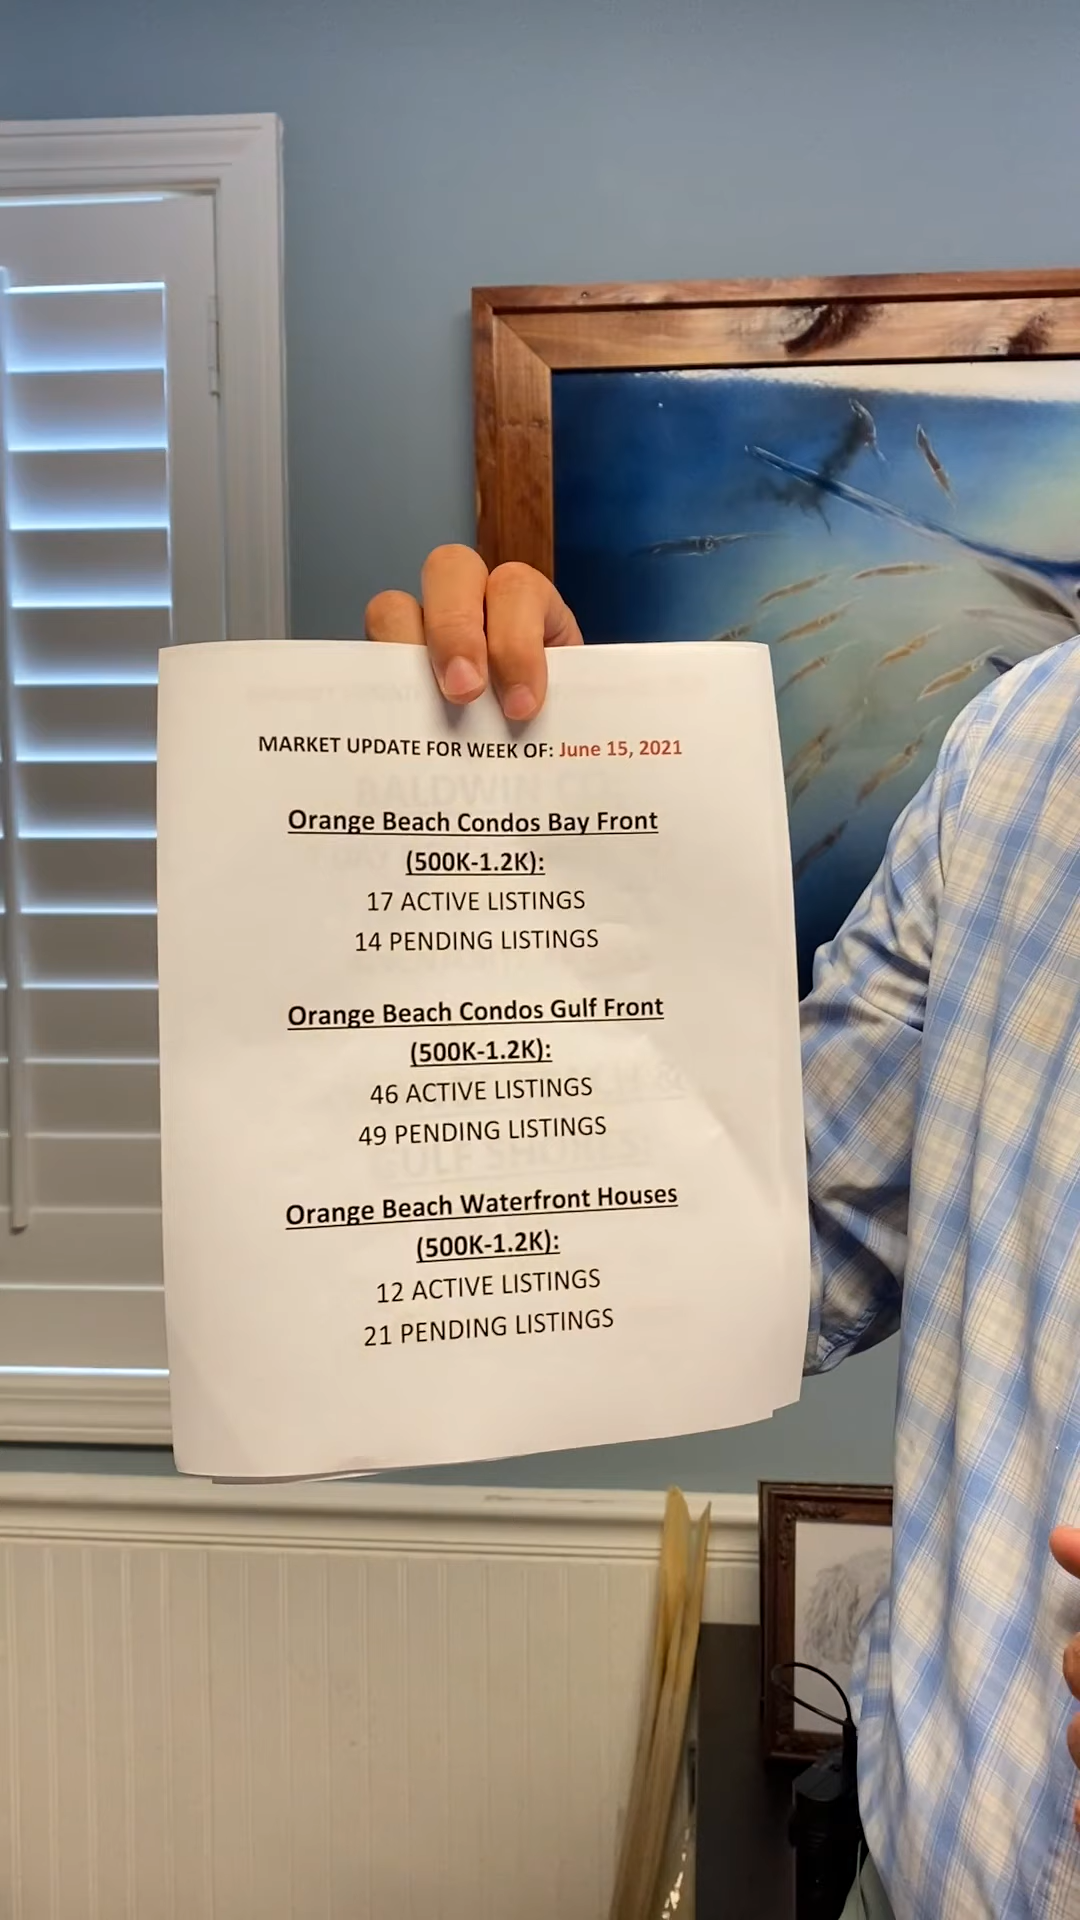 MARKET UPDATE FOR WEEK OF: June 15, 2021
Orange Beach Condos Bay Front
(500K-1.2K):
17 ACTIVE LISTINGS
14 PENDING LISTINGS
Orange Beach Condos Gulf Front
(500K-1.2K):
46 ACTIVE LISTINGS
49 PENDING LISTINGS
Orange Beach Waterfront Houses
(500K-1.2K):
12 ACTIVE LISTINGS
21 PENDING LISTINGS